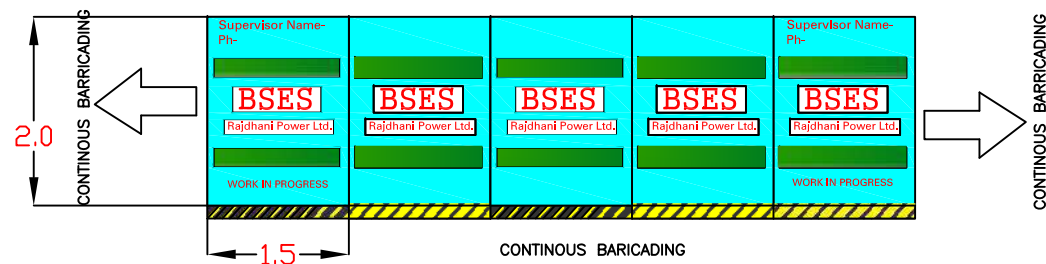 CONTINOUS BARRICADING
2.0
Supervisor Name-
Ph-
BSES
Rajdhani Power Ltd.
WORK IN PROGRESS
BSES
Rajdhani Power Ltd.
BSES
Rajdhani Power Ltd.
BSES
Rajdhani Power Ltd.
Supervisor Name-
Ph-
BSES
Rajdhani Power Ltd.
WORK IN PROGRESS
CONTINOUS BARRICADING
1.5
CONTINOUS BARICADING